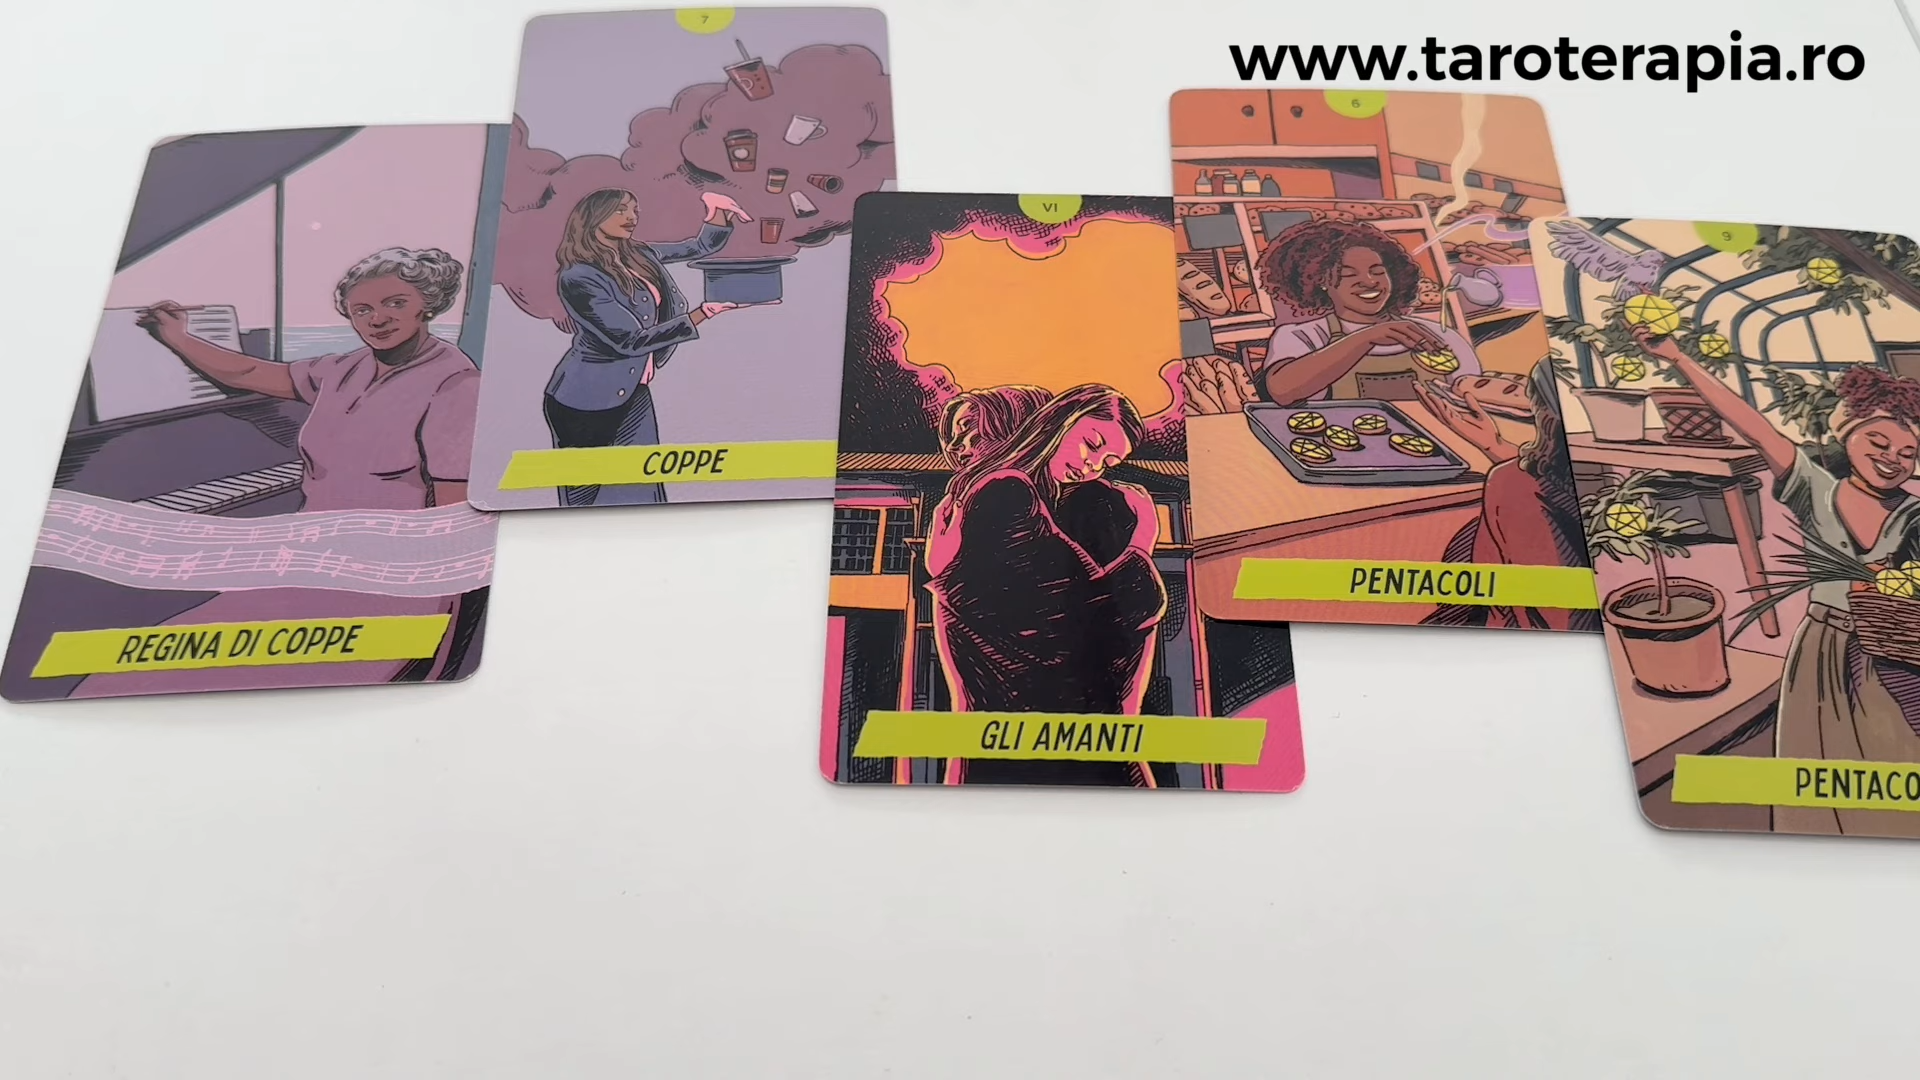 www.taroterapia.ro
7
VI
6
9
COPPE
PENTACOLI
REGINA DI COPPE
GLI AMANTI
PENTACO